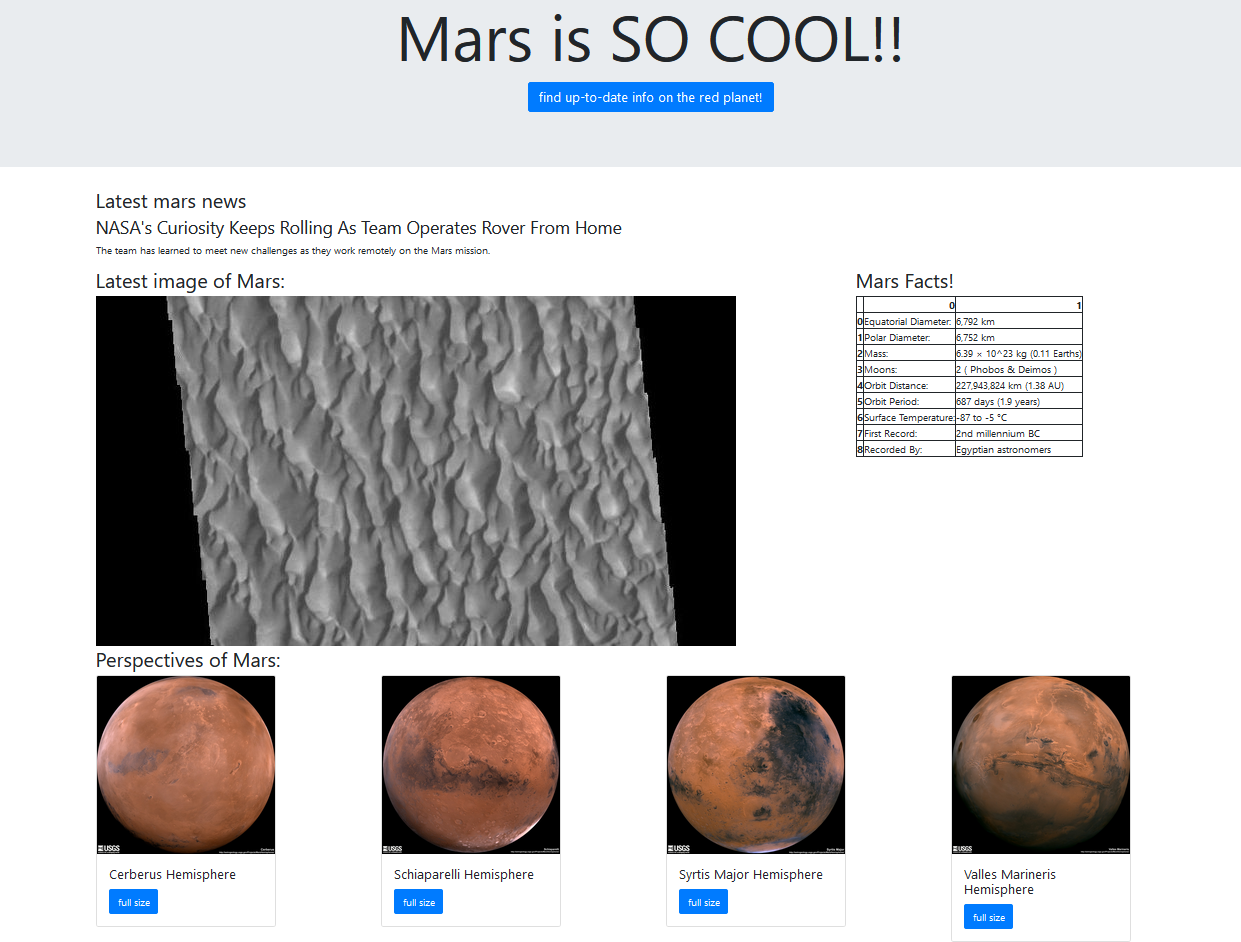 Mars is SO COOL!!
find up-to-date info on the red planet!
Latest mars news
NASA's Curiosity Keeps Rolling As Team Operates Rover From Home
The team has learned to meet new challenges as they work remotely on the Mars mission.
Latest image of Mars:
Mars Facts!
0 1
0 Equatorial Diameter: 6,792 km
1 Polar Diameter: 6,752 km
2 Mass: 6.39 × 10^23 kg (0.11 Earths)
3 Moons: 2 ( Phobos & Deimos )
4 Orbit Distance: 227,943,824 km (1.38 AU)
5 Orbit Period: 687 days (1.9 years)
6 Surface Temperature: -87 to -5 °C
7 First Record: 2nd millennium BC
8 Recorded By: Egyptian astronomers
Perspectives of Mars:
USGS Cerberus
USGS Schiaparelli
USGS Syrtis Major
USGS Valles Marineris
Cerberus Hemisphere
full size
Schiaparelli Hemisphere
full size
Syrtis Major Hemisphere
full size
Valles Marineris
Hemisphere
full size